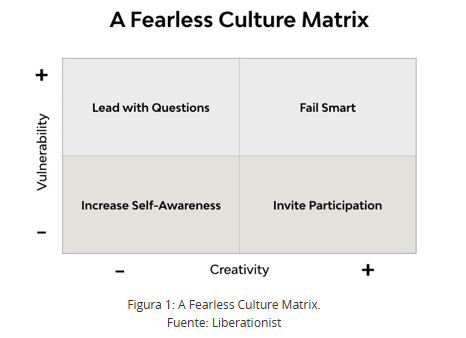 A Fearless Culture Matrix
+
Lead with Questions
Fail Smart
Vulnerability
Increase Self-Awareness
Invite Participation
–
– Creativity +
Figura 1: A Fearless Culture Matrix.
Fuente: Liberationist